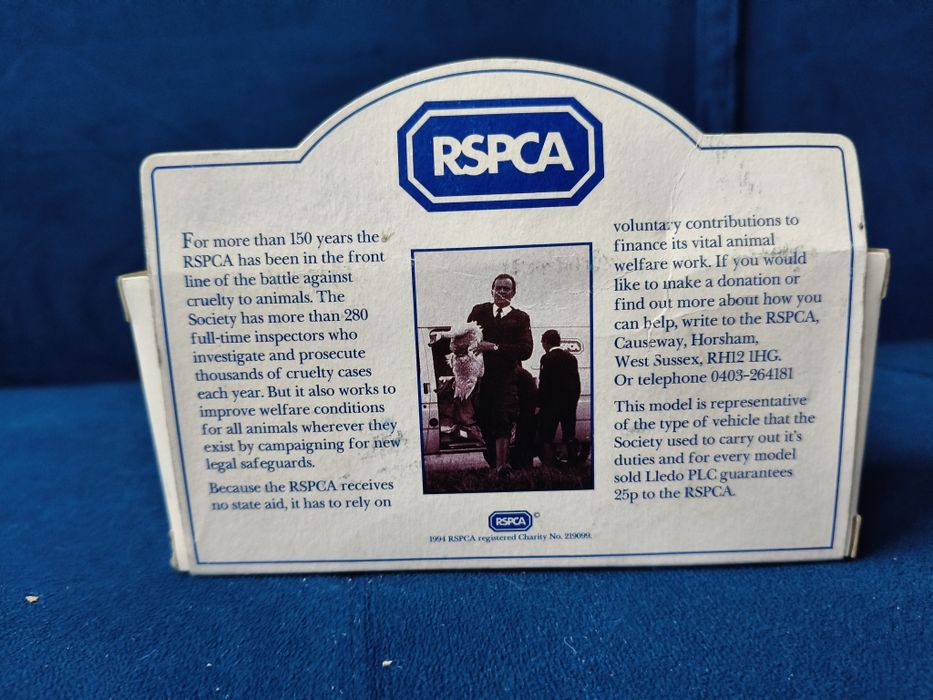 RSPCA
For more than 150 years the
RSPCA has been in the front
line of the battle against
cruelty to animals. The
Society has more than 280
full-time inspectors who
investigate and prosecute
thousands of cruelty cases
each year. But it also works to
improve welfare conditions
for all animals wherever they
exist by campaigning for new
legal safeguards.
Because the RSPCA receives
no state aid, it has to rely on
voluntary contributions to
finance its vital animal
welfare work. If you would
like to make a donation or
find out more about how you
can help, write to the RSPCA,
Causeway, Horsham,
West Sussex, RH12 1HG.
Or telephone 0403-264181
This model is representative
of the type of vehicle that the
Society used to carry out it's
duties and for every model
sold Lledo PLC guarantees
25p to the RSPCA.
RSPCA ©
1994 RSPCA registered Charity No. 219099.